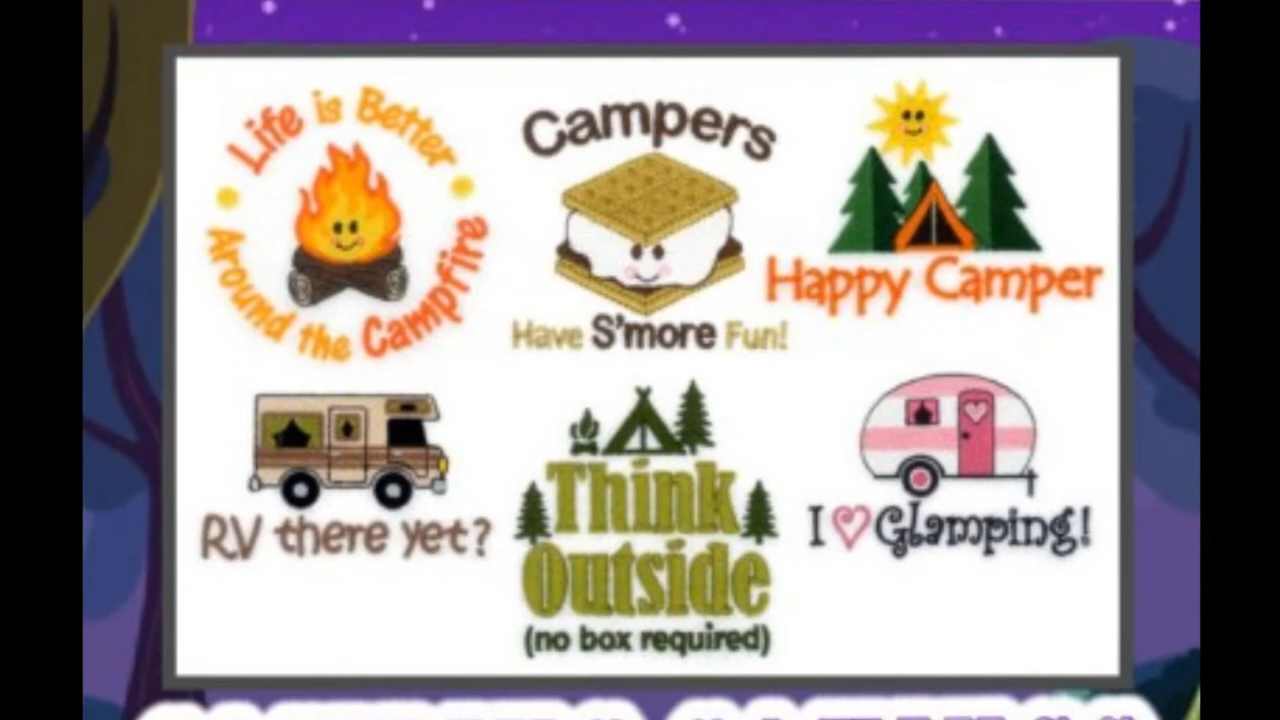 Life is Better
Around the Campfire
Campers
Have S'more Fun!
Happy Camper
RV there yet?
Think
Outside
(no box required)
I ♡ Glamping!